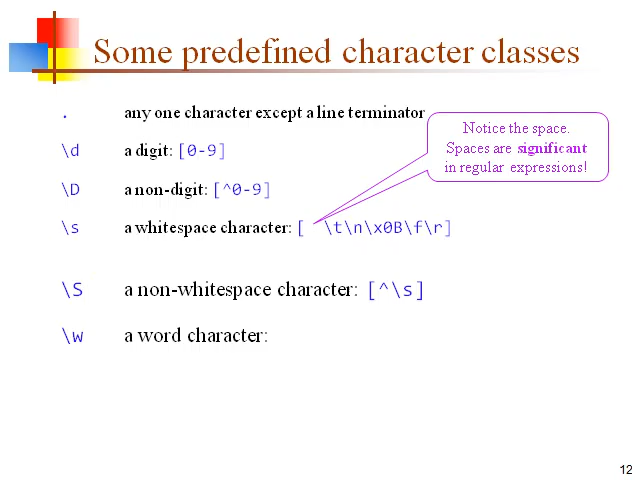 Some predefined character classes
. any one character except a line terminator
\d a digit: [0-9]
\D a non-digit: [^0-9]
\s a whitespace character: [ \t\n\x0B\f\r]
Notice the space.
Spaces are significant
in regular expressions!
\S a non-whitespace character: [^\s]
\w a word character:
12